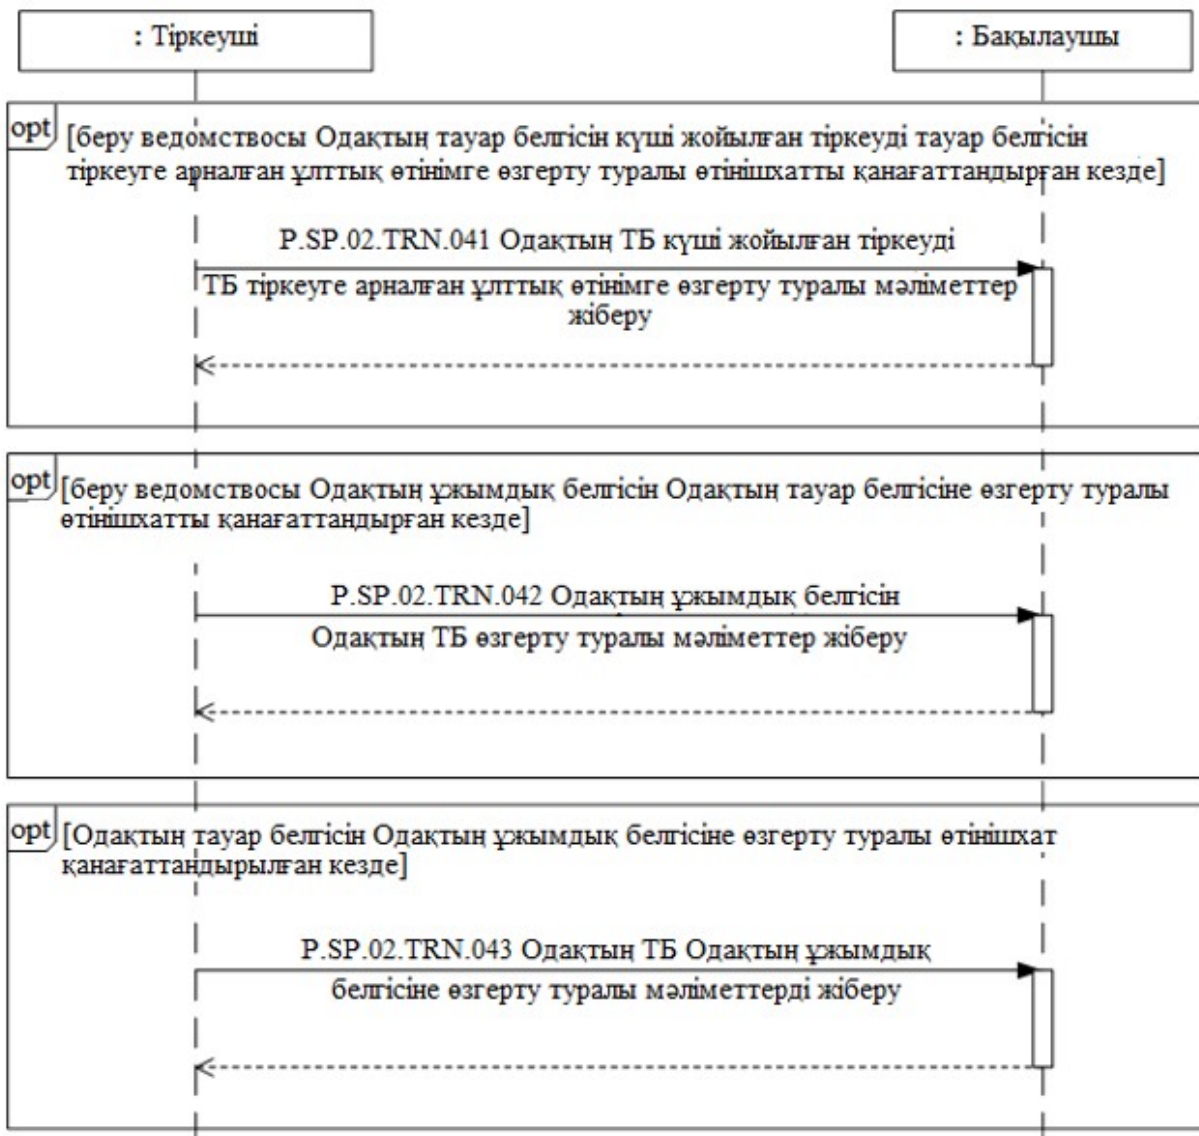 : Тіркеуші
: Бақылаушы
opt
[беру ведомствосы Одақтың тауар белгісін күші жойылған тіркеуді тауар белгісін
тіркеуге арналған ұлттық өтінімге өзгерту туралы өтінішхатты қанағаттандырған кезде]
P.SP.02.TRN.041 Одақтың ТБ күші жойылған тіркеуді
ТБ тіркеуге арналған ұлттық өтінімге өзгерту туралы мәліметтер
жіберу
opt
[беру ведомствосы Одақтың ұжымдық белгісін Одақтың тауар белгісіне өзгерту туралы
өтінішхатты қанағаттандырған кезде]
P.SP.02.TRN.042 Одақтың ұжымдық белгісін
Одақтың ТБ өзгерту туралы мәліметтер жіберу
opt
[Одақтың тауар белгісін Одақтың ұжымдық белгісіне өзгерту туралы өтінішхат
қанағаттандырылған кезде]
P.SP.02.TRN.043 Одақтың ТБ Одақтың ұжымдық
белгісіне өзгерту туралы мәліметтерді жіберу